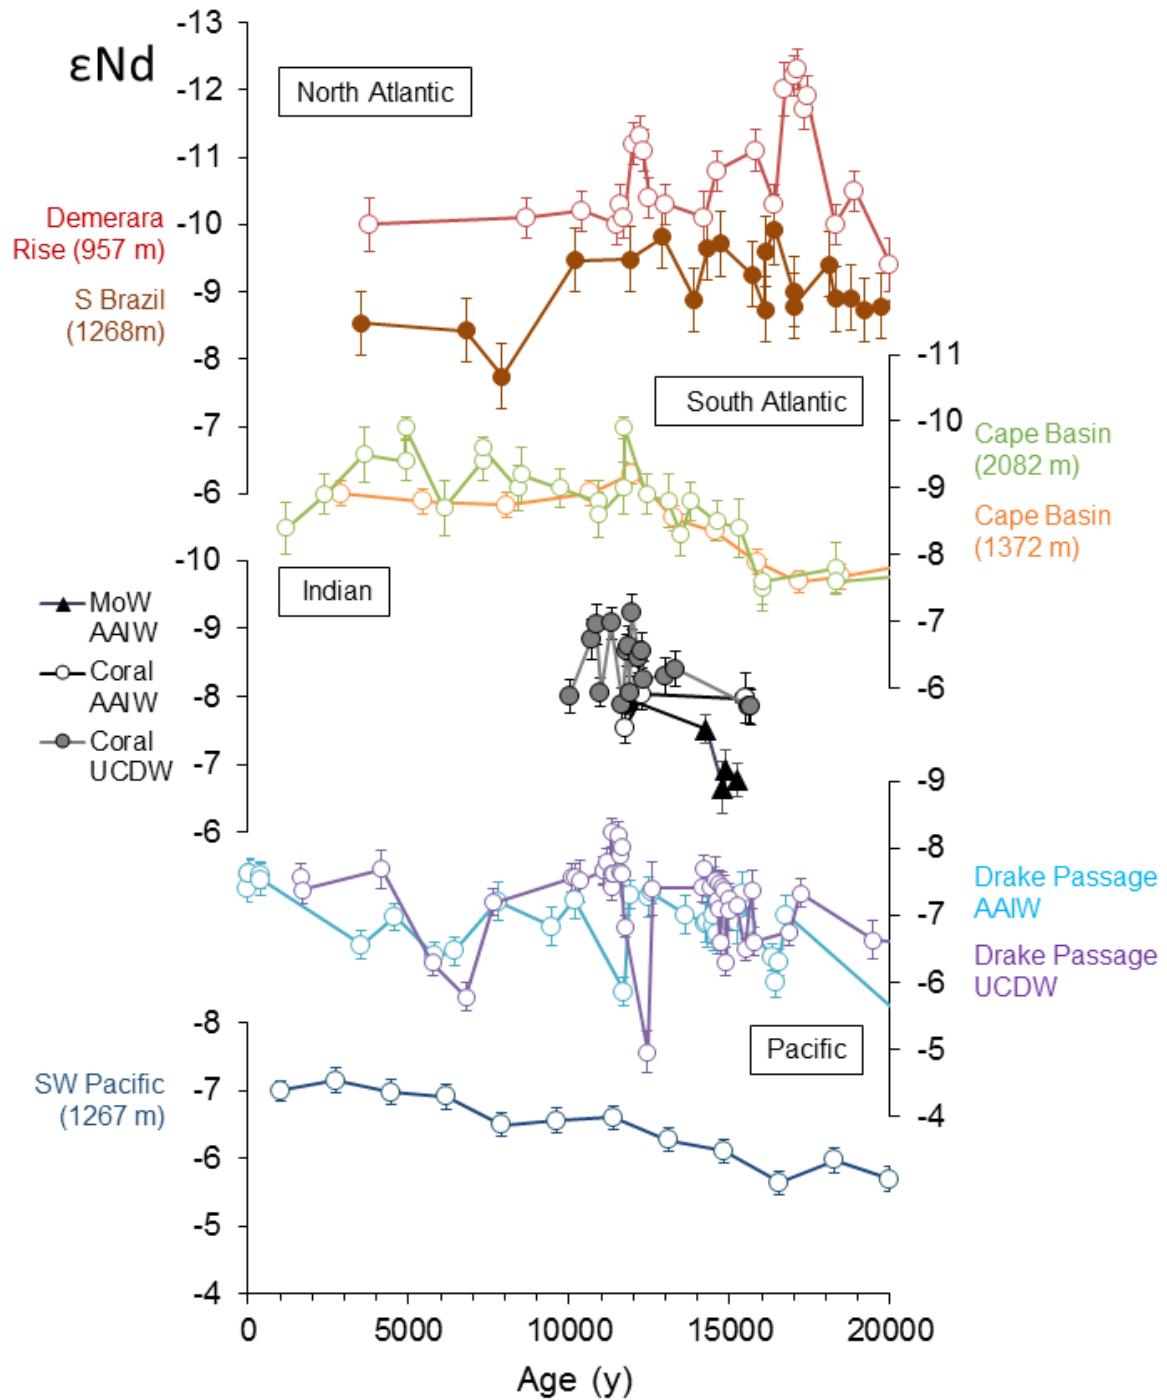 εNd
-13
-12
-11
-10
-9
-8
-7
-6
North Atlantic
Demerara
Rise (957 m)
S Brazil
(1268m)
South Atlantic
-11
-10
-9
-8
-7
-6
Cape Basin
(2082 m)
Cape Basin
(1372 m)
-10
-9
-8
-7
-6
Indian
MoW
AAIW
Coral
AAIW
Coral
UCDW
-9
-8
-7
-6
-5
-4
Drake Passage
AAIW
Drake Passage
UCDW
Pacific
-8
-7
-6
-5
-4
SW Pacific
(1267 m)
0
5000
10000
15000
20000
Age (y)